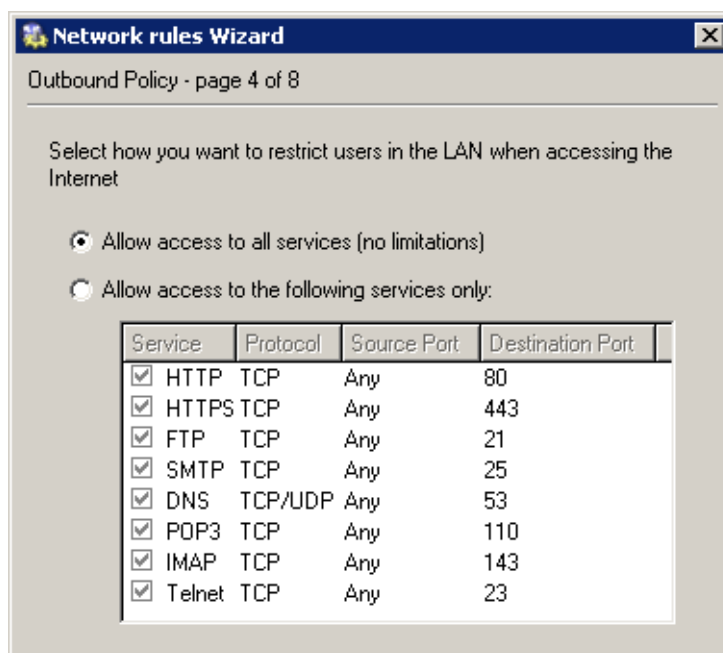 Network rules Wizard
Outbound Policy - page 4 of 8
Select how you want to restrict users in the LAN when accessing the
Internet
Allow access to all services (no limitations)
Allow access to the following services only:
Service Protocol Source Port Destination Port
HTTP TCP Any 80
HTTPS TCP Any 443
FTP TCP Any 21
SMTP TCP Any 25
DNS TCP/UDP Any 53
POP3 TCP Any 110
IMAP TCP Any 143
Telnet TCP Any 23